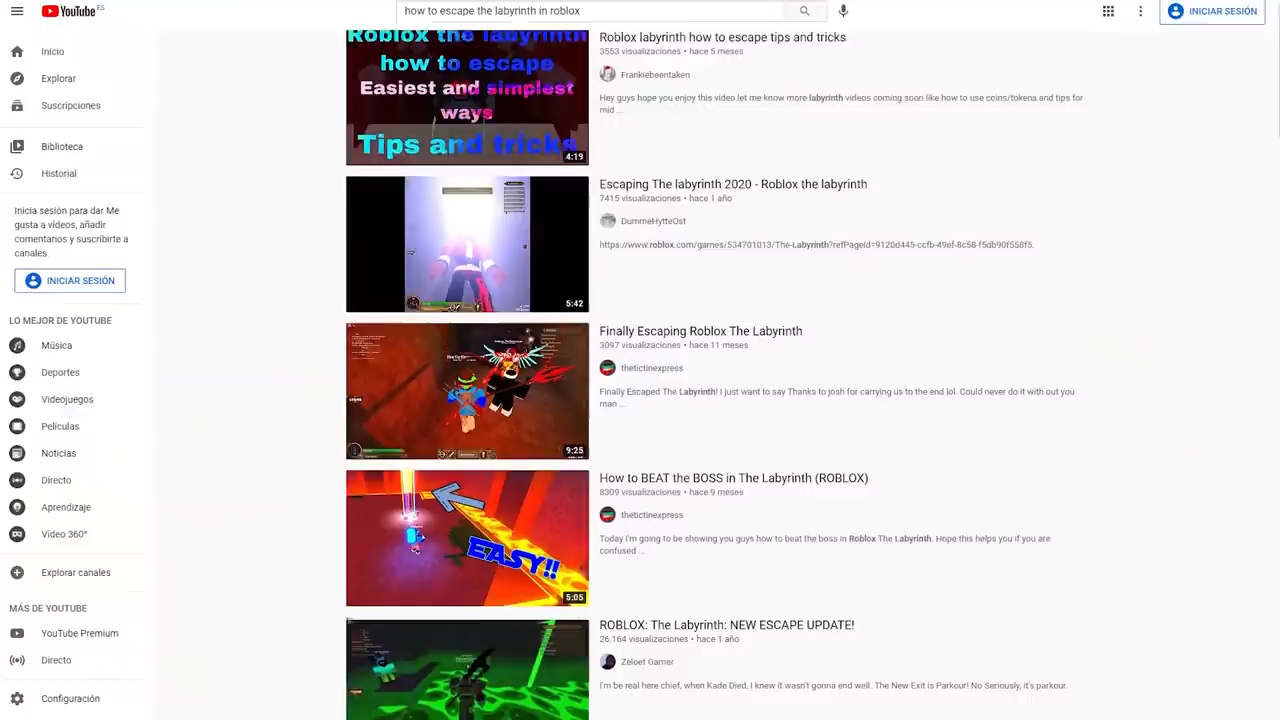 YouTube ES
how to escape the labyrinth in roblox
INICIAR SESIÓN
Inicio
Explorar
Suscripciones
Biblioteca
Historial
Inicia sesión para dar Me
gusta a vídeos, añadir
comentarios y suscribirte a
canales.
INICIAR SESIÓN
LO MEJOR DE YOUTUBE
Música
Deportes
Videojuegos
Películas
Noticias
Directo
Aprendizaje
Vídeo 360°
Explorar canales
MÁS DE YOUTUBE
YouTube Premium
Directo
Configuración
Roblox the labyrinth
how to escape
Easiest and simplest
ways
Tips and tricks
4:19
Roblox labyrinth how to escape tips and tricks
3553 visualizaciones • hace 5 meses
Frankiebeentaken
Hey guys hope you enjoy this video let me know more labyrinth videos coming soon like how to use coins/tokens and tips for
mid ...
5:42
Escaping The labyrinth 2020 - Roblox the labyrinth
7415 visualizaciones • hace 1 año
DummeHytteOst
https://www.roblox.com/games/534701013/The-Labyrinth?refPageId=9120d445-ccfb-49ef-8c58-f5db90f558f5.
9:25
Finally Escaping Roblox The Labyrinth
3097 visualizaciones • hace 11 meses
thetictinexpress
Finally Escaped The Labyrinth! I just want to say Thanks to josh for carrying us to the end lol. Could never do it with out you
man ...
EASY!!
5:05
How to BEAT the BOSS in The Labyrinth (ROBLOX)
8309 visualizaciones • hace 9 meses
thetictinexpress
Today I'm going to be showing you guys how to beat the boss in Roblox The Labyrinth. Hope this helps you if you are
confused ...
ROBLOX: The Labyrinth: NEW ESCAPE UPDATE!
26.164 visualizaciones • hace 1 año
Zeloet Gamer
I'm be real here chief, when Kade Died, I knew it wasn't gonna end well. The New Exit is Parkour! No Seriously, it's parkour.